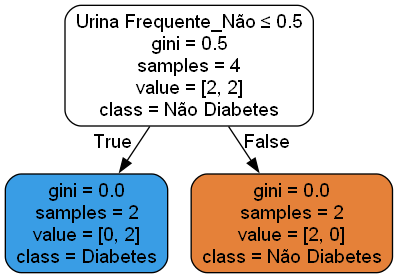 Urina Frequente_Não ≤ 0.5
gini = 0.5
samples = 4
value = [2, 2]
class = Não Diabetes
True
False
gini = 0.0
samples = 2
value = [0, 2]
class = Diabetes
gini = 0.0
samples = 2
value = [2, 0]
class = Não Diabetes